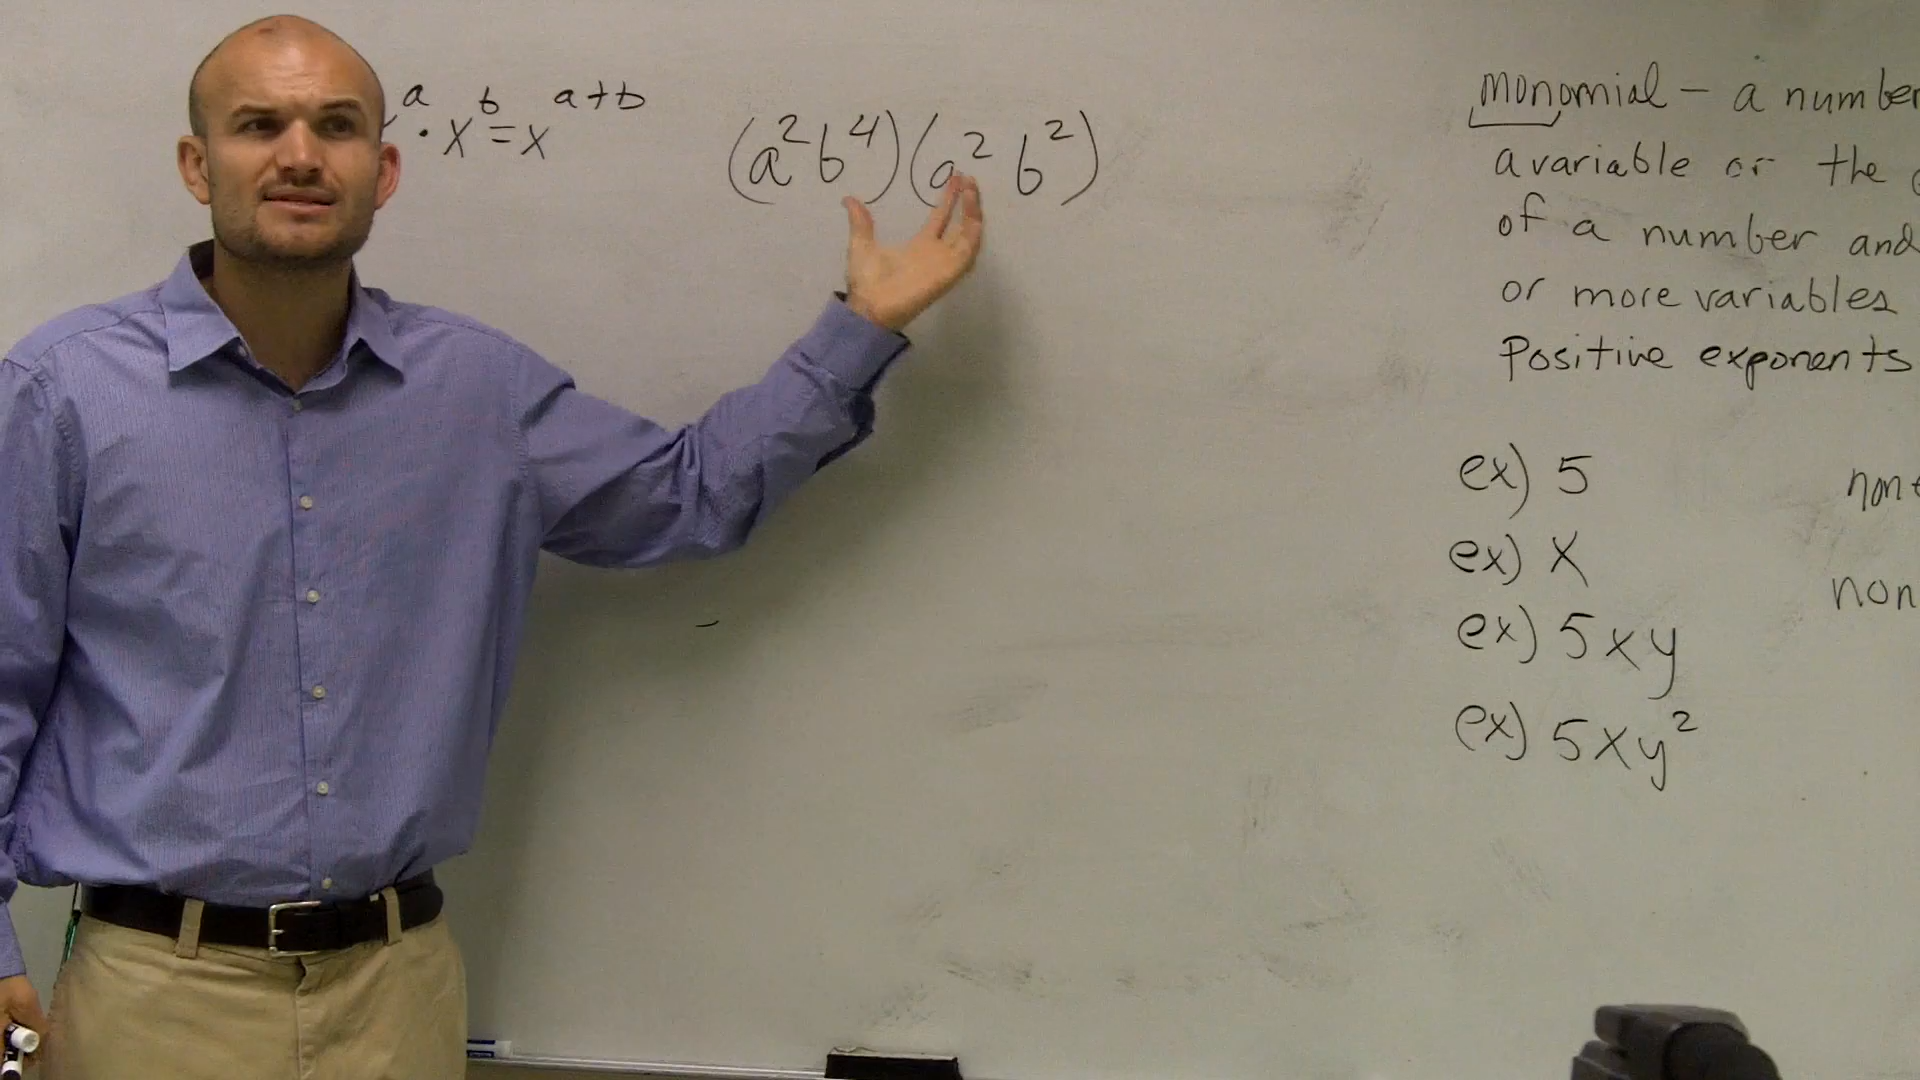 a · x^b = x^(a+b)
(a²b⁴)(a²b²)
monomial - a number
a variable or the
of a number and
or more variables
Positive exponents
ex) 5
ex) x
ex) 5xy
ex) 5xy²
non